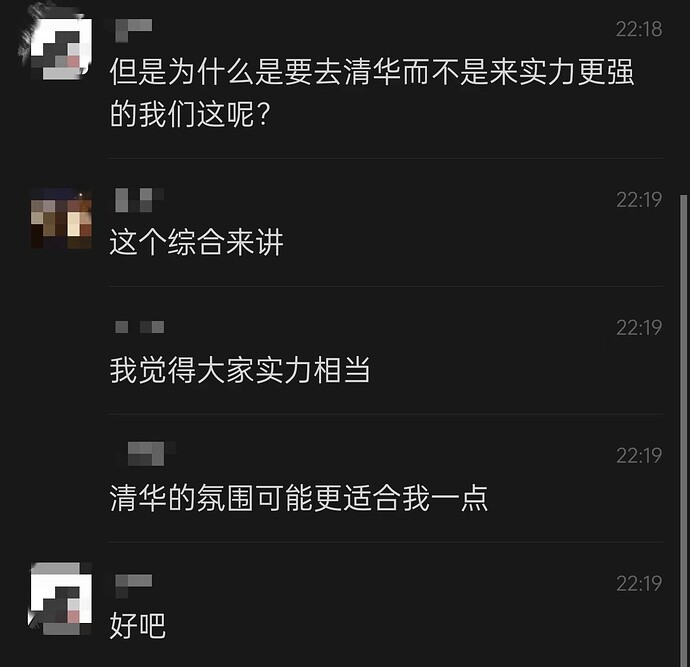 22:18
但是为什么是要去清华而不是来实力更强
的我们这呢？
22:19
这个综合来讲
22:19
我觉得大家实力相当
22:19
清华的氛围可能更适合我一点
22:19
好吧